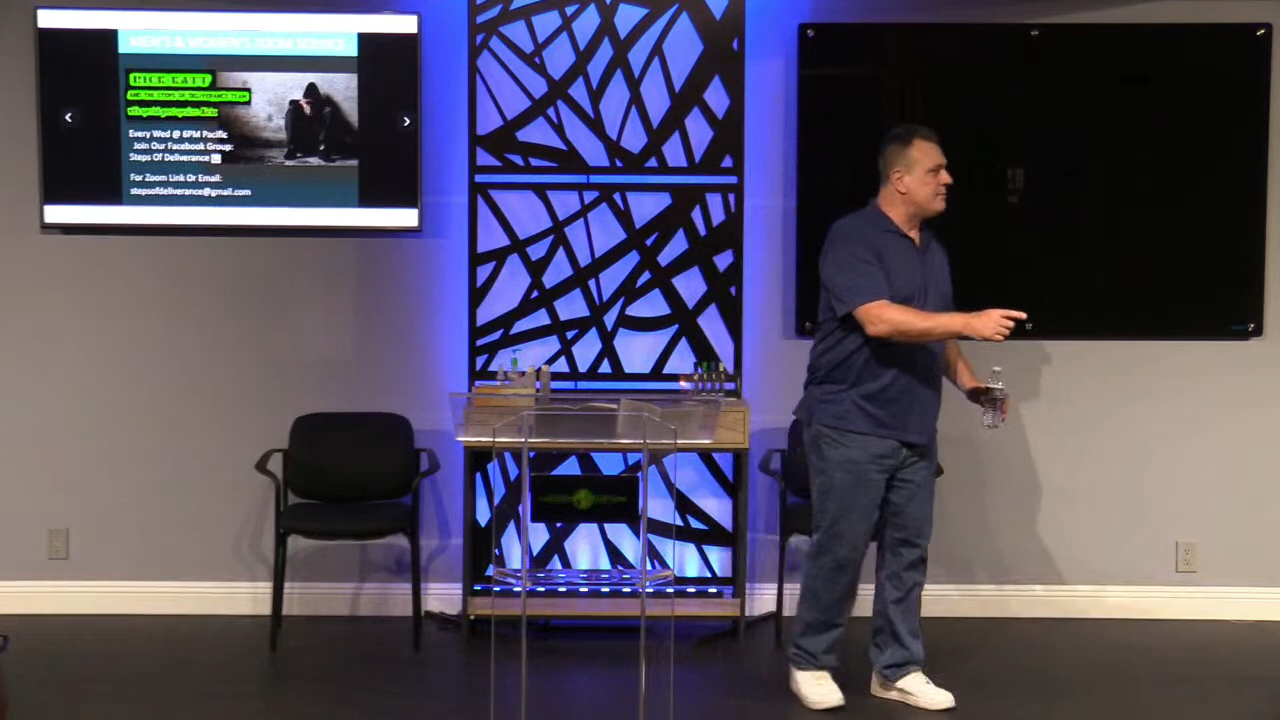 MEN'S & WOMEN'S ZOOM SERVICE
RICK KATT
AND THE STEPS OF DELIVERANCE TEAM
Every Wed @ 6PM Pacific
Join Our Facebook Group:
Steps Of Deliverance
For Zoom Link Or Email:
stepsofdeliverance@gmail.com